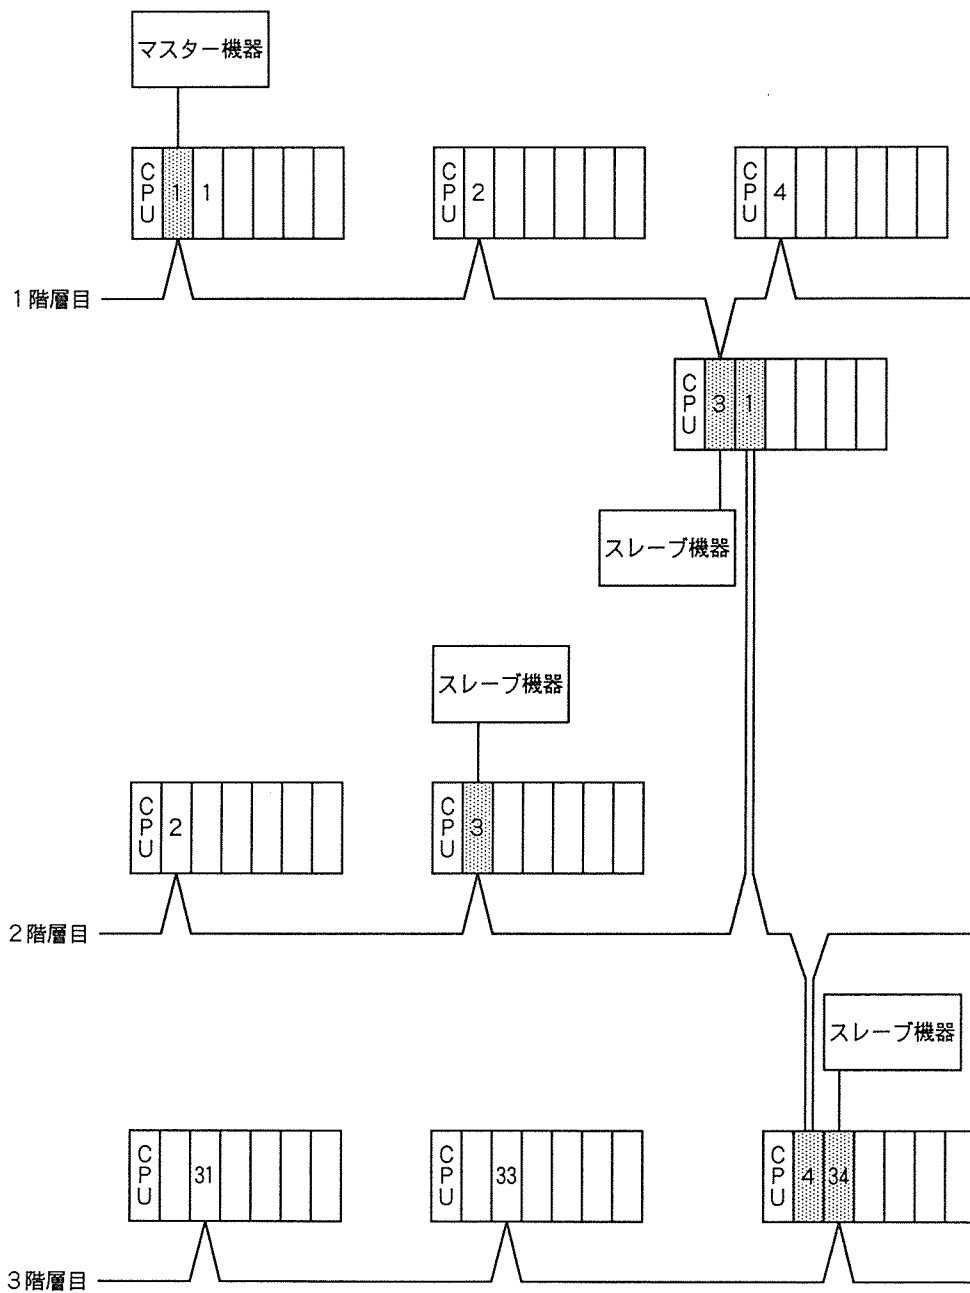 マスター機器
CPU 1 1
CPU 2
CPU 4
1階層目
CPU 3 1
スレーブ機器
スレーブ機器
CPU 2
CPU 3
2階層目
スレーブ機器
CPU 31
CPU 33
CPU 4 34
3階層目